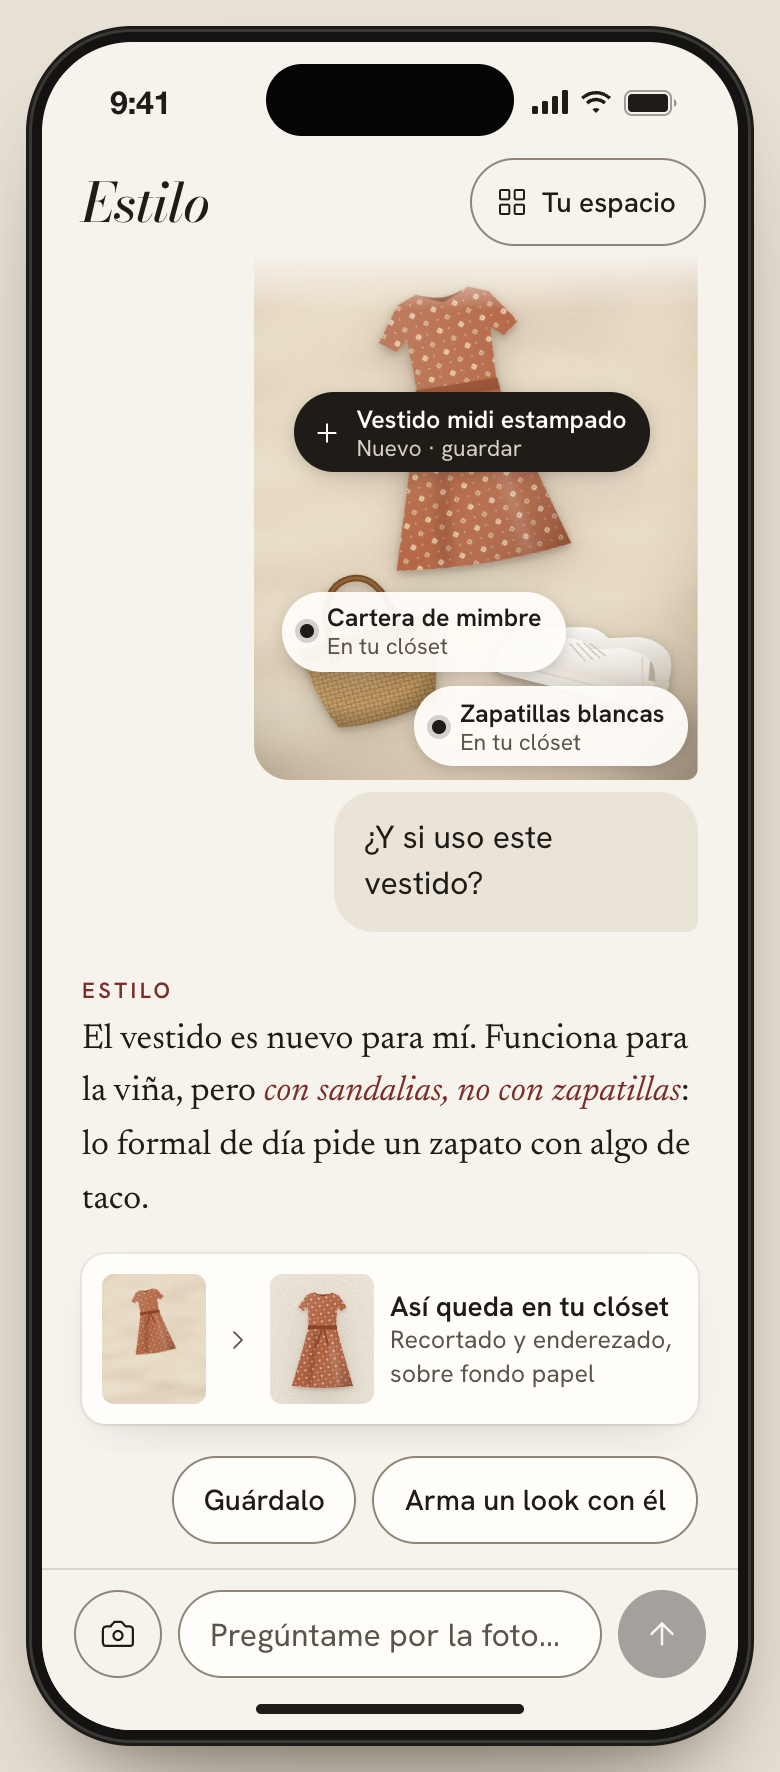 9:41
Estilo
Tu espacio
Vestido midi estampado
Nuevo · guardar
Cartera de mimbre
En tu clóset
Zapatillas blancas
En tu clóset
¿Y si uso este
vestido?
ESTILO
El vestido es nuevo para mí. Funciona para
la viña, pero con sandalias, no con zapatillas:
lo formal de día pide un zapato con algo de
taco.
Así queda en tu clóset
Recortado y enderezado,
sobre fondo papel
Guárdalo
Arma un look con él
Pregúntame por la foto...